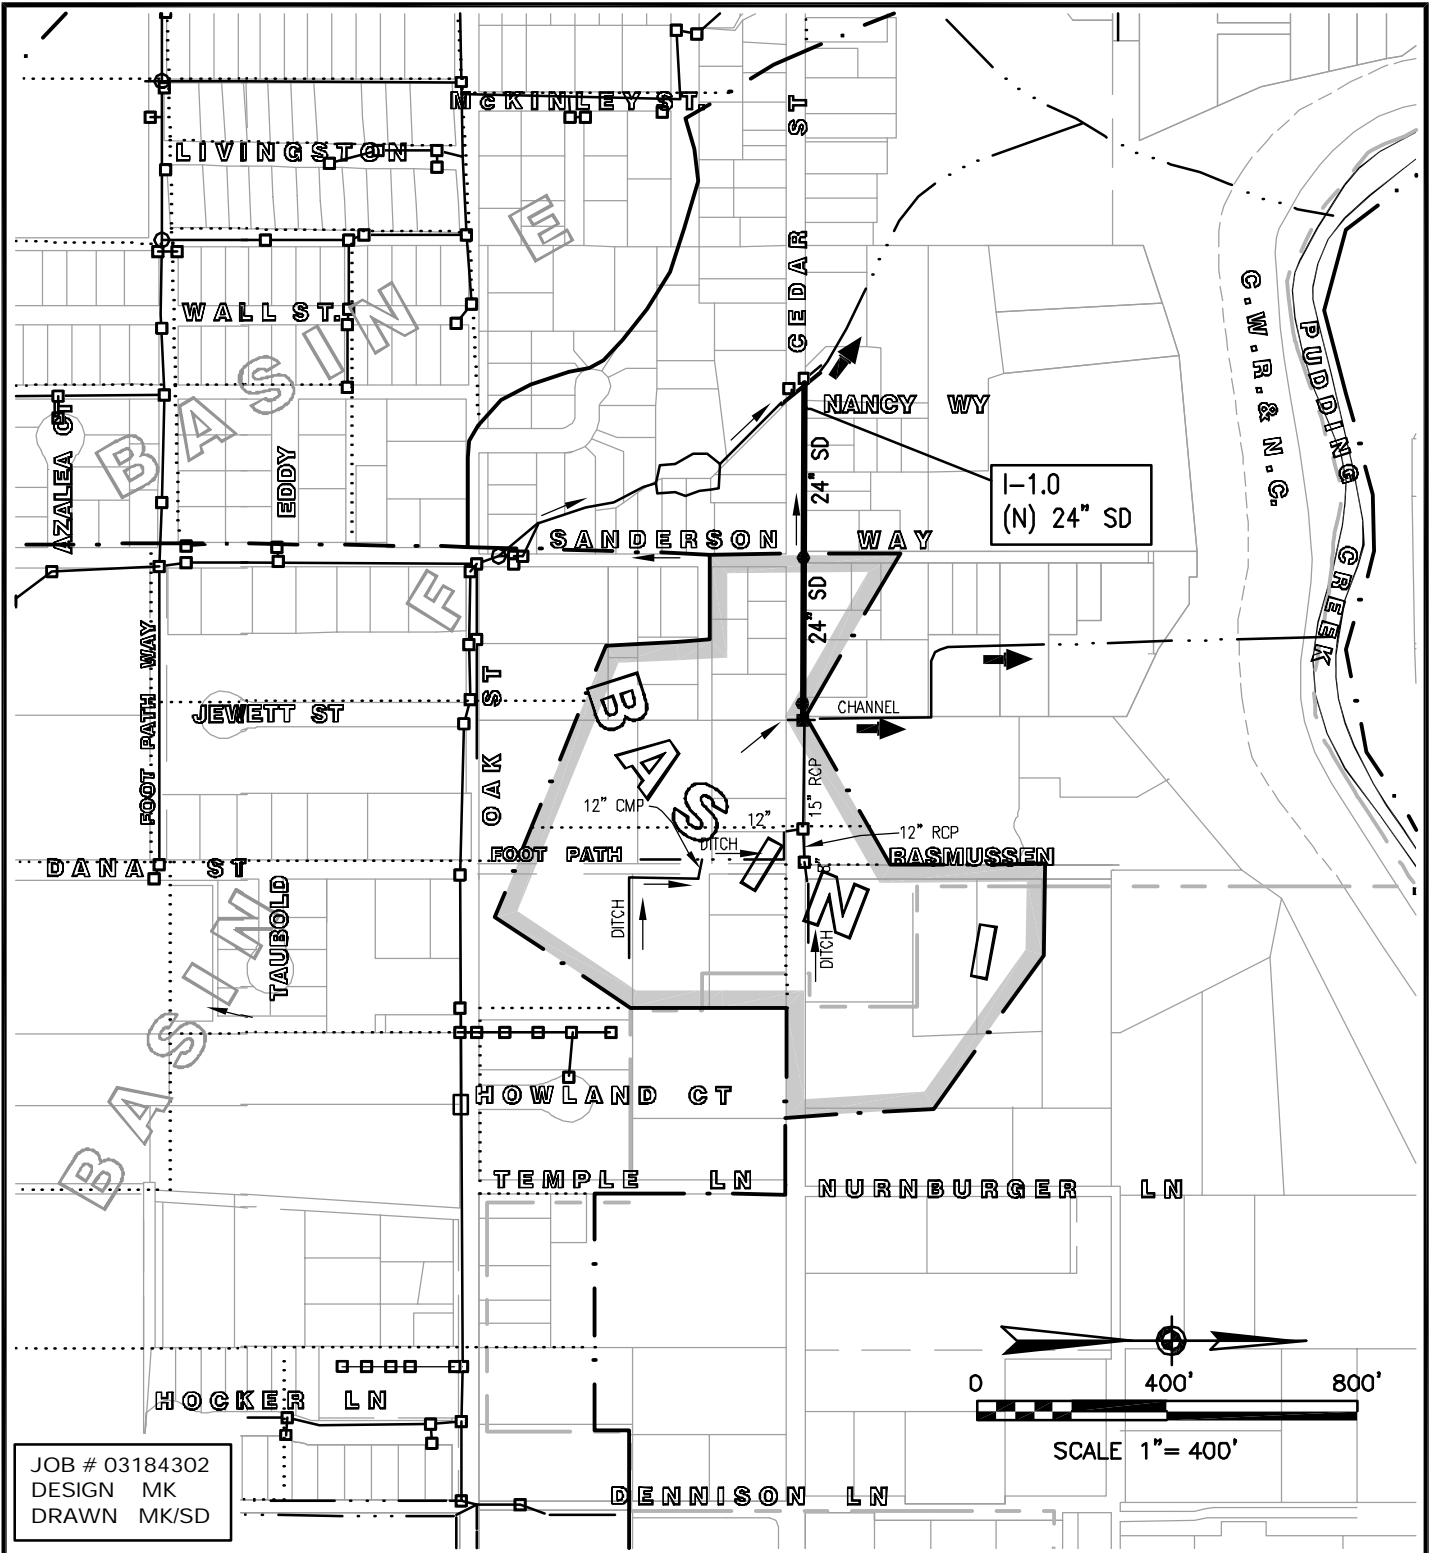 McKINLEY ST.
LIVINGSTON
CEDAR ST
BASIN E
WALL ST.
C.W.R.& N.C.
PUDDING CREEK
NANCY WY
AZALEA CT
EDDY
24" SD
I-1.0
(N) 24" SD
SANDERSON WAY
BASIN F
24" SD
FOOT PATH WAY
JEWETT ST
OAK ST
BASIN I
CHANNEL
15" RCP
12" CMP
12"
12" RCP
DITCH
8"
FOOT PATH
RASMUSSEN
DANA ST
TAUBOLD
DITCH
DITCH
HOWLAND CT
TEMPLE LN
NURNBURGER LN
0 400' 800'
SCALE 1"= 400'
HOCKER LN
DENNISON LN
JOB # 03184302
DESIGN MK
DRAWN MK/SD